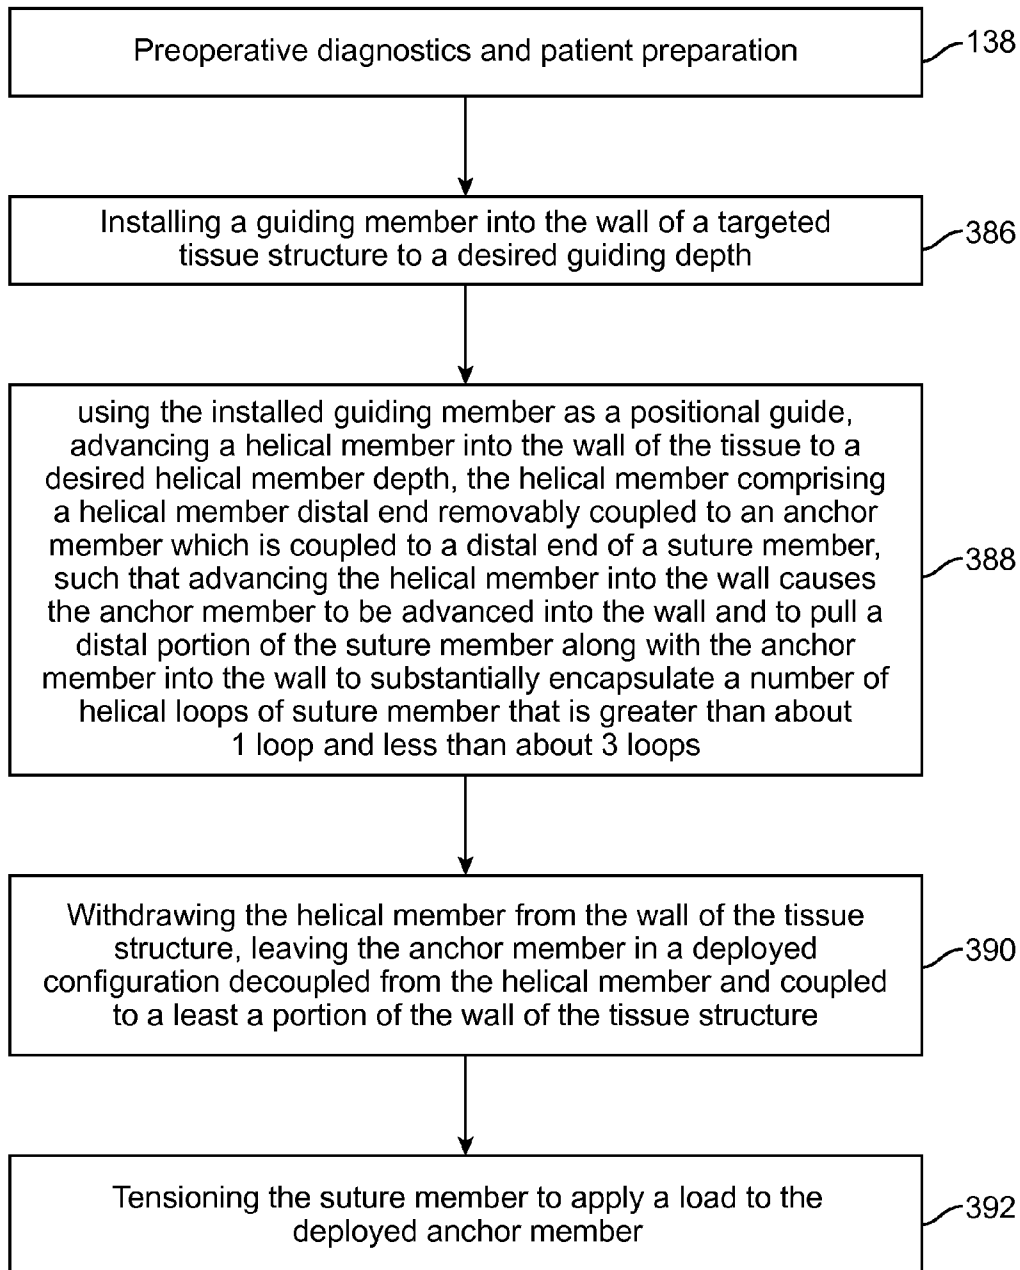 Preoperative diagnostics and patient preparation
138
Installing a guiding member into the wall of a targeted
tissue structure to a desired guiding depth
386
using the installed guiding member as a positional guide,
advancing a helical member into the wall of the tissue to a
desired helical member depth, the helical member comprising
a helical member distal end removably coupled to an anchor
member which is coupled to a distal end of a suture member,
such that advancing the helical member into the wall causes
the anchor member to be advanced into the wall and to pull a
distal portion of the suture member along with the anchor
member into the wall to substantially encapsulate a number of
helical loops of suture member that is greater than about
1 loop and less than about 3 loops
388
Withdrawing the helical member from the wall of the tissue
structure, leaving the anchor member in a deployed
configuration decoupled from the helical member and coupled
to a least a portion of the wall of the tissue structure
390
Tensioning the suture member to apply a load to the
deployed anchor member
392